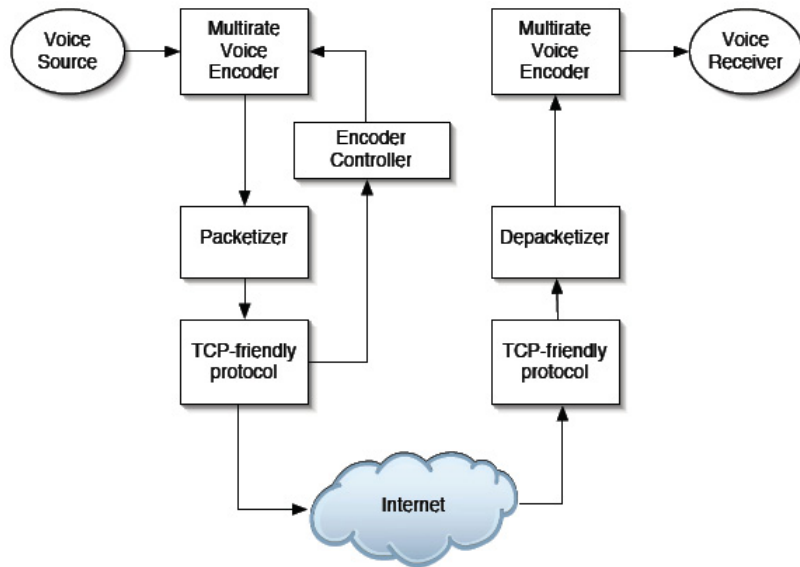 Voice
Source
Multirate
Voice
Encoder
Encoder
Controller
Packetizer
TCP-friendly
protocol
Internet
TCP-friendly
protocol
Depacketizer
Multirate
Voice
Encoder
Voice
Receiver